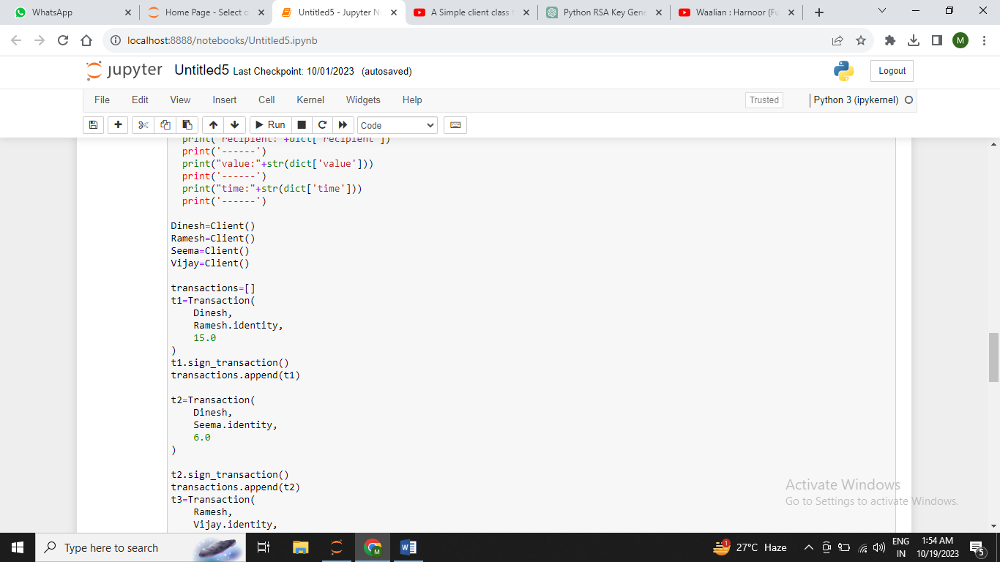 WhatsApp
Home Page - Select o
Untitled5 - Jupyter N
A Simple client class
Python RSA Key Gene
Waalian : Harnoor (Fu
localhost:8888/notebooks/Untitled5.ipynb
M
jupyter Untitled5 Last Checkpoint: 10/01/2023 (autosaved)
Logout
File Edit View Insert Cell Kernel Widgets Help
Trusted
Python 3 (ipykernel)
Run
Code
print("recipient: "+dict['recipient'])
print('------')
print("value:"+str(dict['value']))
print('------')
print("time:"+str(dict['time']))
print('------')
Dinesh=Client()
Ramesh=Client()
Seema=Client()
Vijay=Client()
transactions=[]
t1=Transaction(
Dinesh,
Ramesh.identity,
15.0
)
t1.sign_transaction()
transactions.append(t1)
t2=Transaction(
Dinesh,
Seema.identity,
6.0
)
t2.sign_transaction()
transactions.append(t2)
t3=Transaction(
Ramesh,
Vijay.identity,
Activate Windows
Go to Settings to activate Windows.
Type here to search
M
W
1
27°C Haze
ENG
IN
1:54 AM
10/19/2023
5